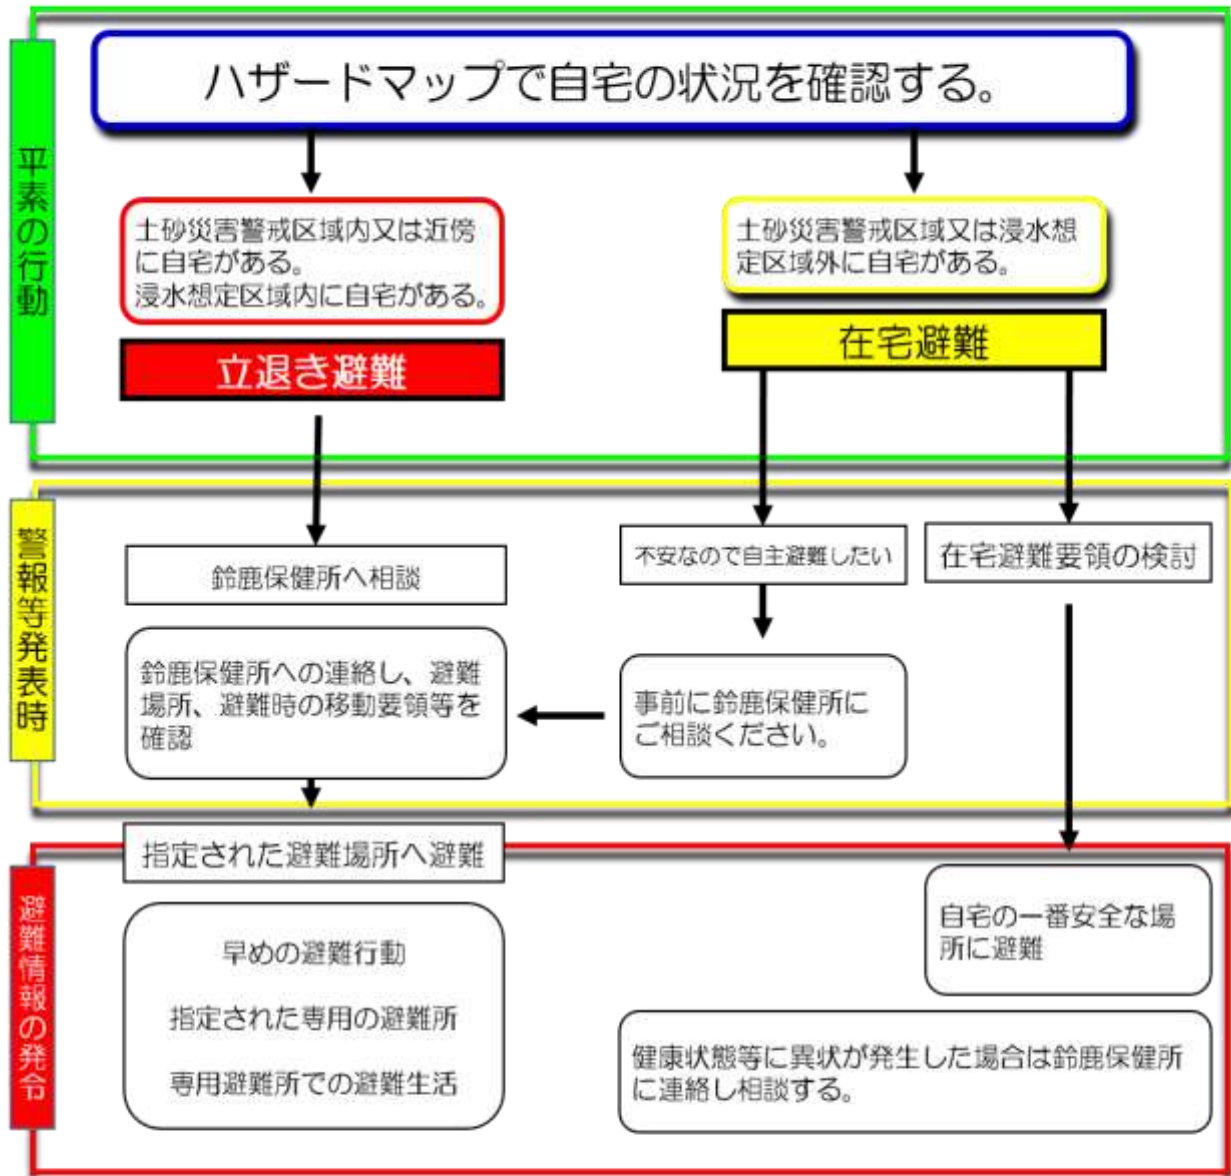 平素の行動
ハザードマップで自宅の状況を確認する。
土砂災害警戒区域内又は近傍
に自宅がある。
浸水想定区域内に自宅がある。
立退き避難
土砂災害警戒区域又は浸水想
定区域外に自宅がある。
在宅避難
警報等発表時
鈴鹿保健所へ相談
鈴鹿保健所への連絡し、避難
場所、避難時の移動要領等を
確認
不安なので自主避難したい
事前に鈴鹿保健所に
ご相談ください。
在宅避難要領の検討
避難情報の発令
指定された避難場所へ避難
早めの避難行動
指定された専用の避難所
専用避難所での避難生活
自宅の一番安全な場
所に避難
健康状態等に異状が発生した場合は鈴鹿保健所
に連絡し相談する。